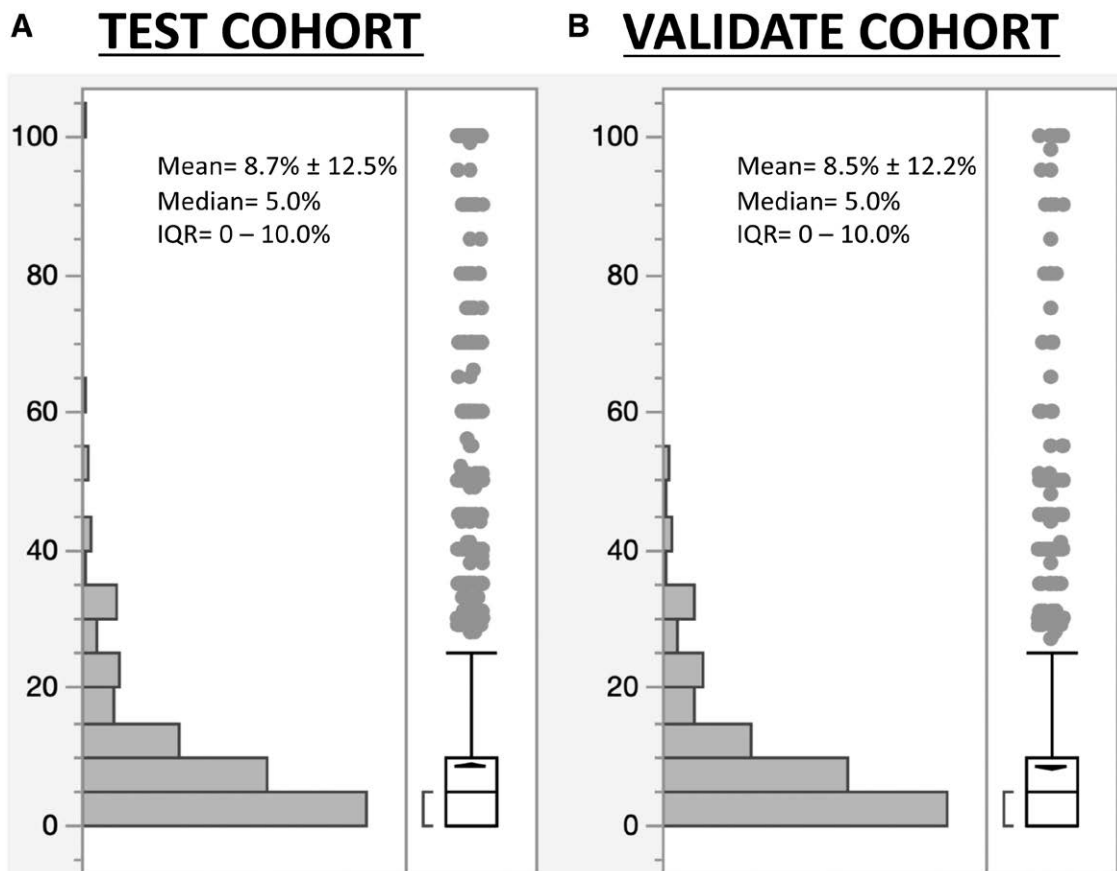 A TEST COHORT
Mean= 8.7% ± 12.5%
Median= 5.0%
IQR= 0 – 10.0%
100
80
60
40
20
0
B VALIDATE COHORT
Mean= 8.5% ± 12.2%
Median= 5.0%
IQR= 0 – 10.0%
100
80
60
40
20
0